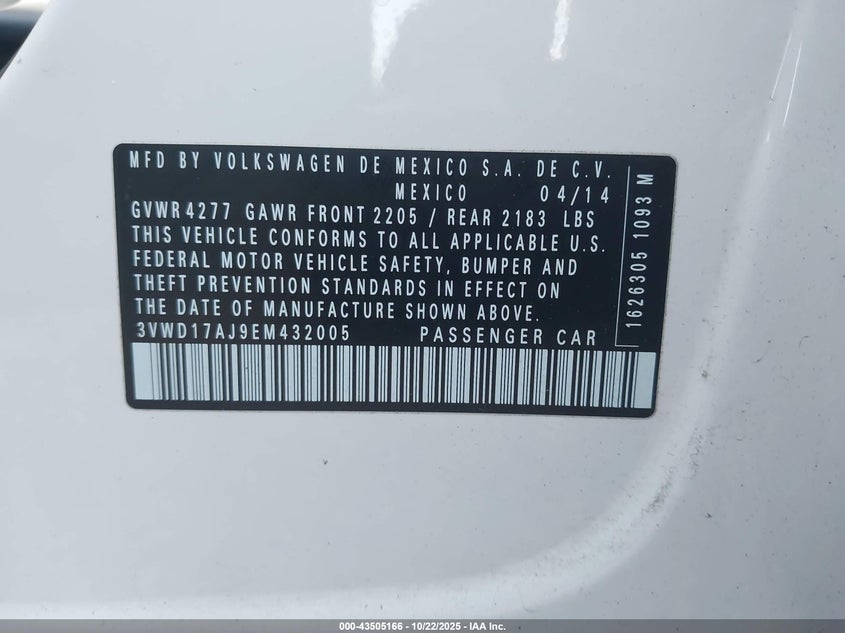 MFD BY VOLKSWAGEN DE MEXICO S.A. DE C.V.
MEXICO 04/14
GVWR 4277 GAWR FRONT 2205 / REAR 2183 LBS
THIS VEHICLE CONFORMS TO ALL APPLICABLE U.S.
FEDERAL MOTOR VEHICLE SAFETY, BUMPER AND
THEFT PREVENTION STANDARDS IN EFFECT ON
THE DATE OF MANUFACTURE SHOWN ABOVE.
3VWD17AJ9EM432005 PASSENGER CAR
1626305 1093 M
000-43505166 - 10/22/2025 - IAA Inc.